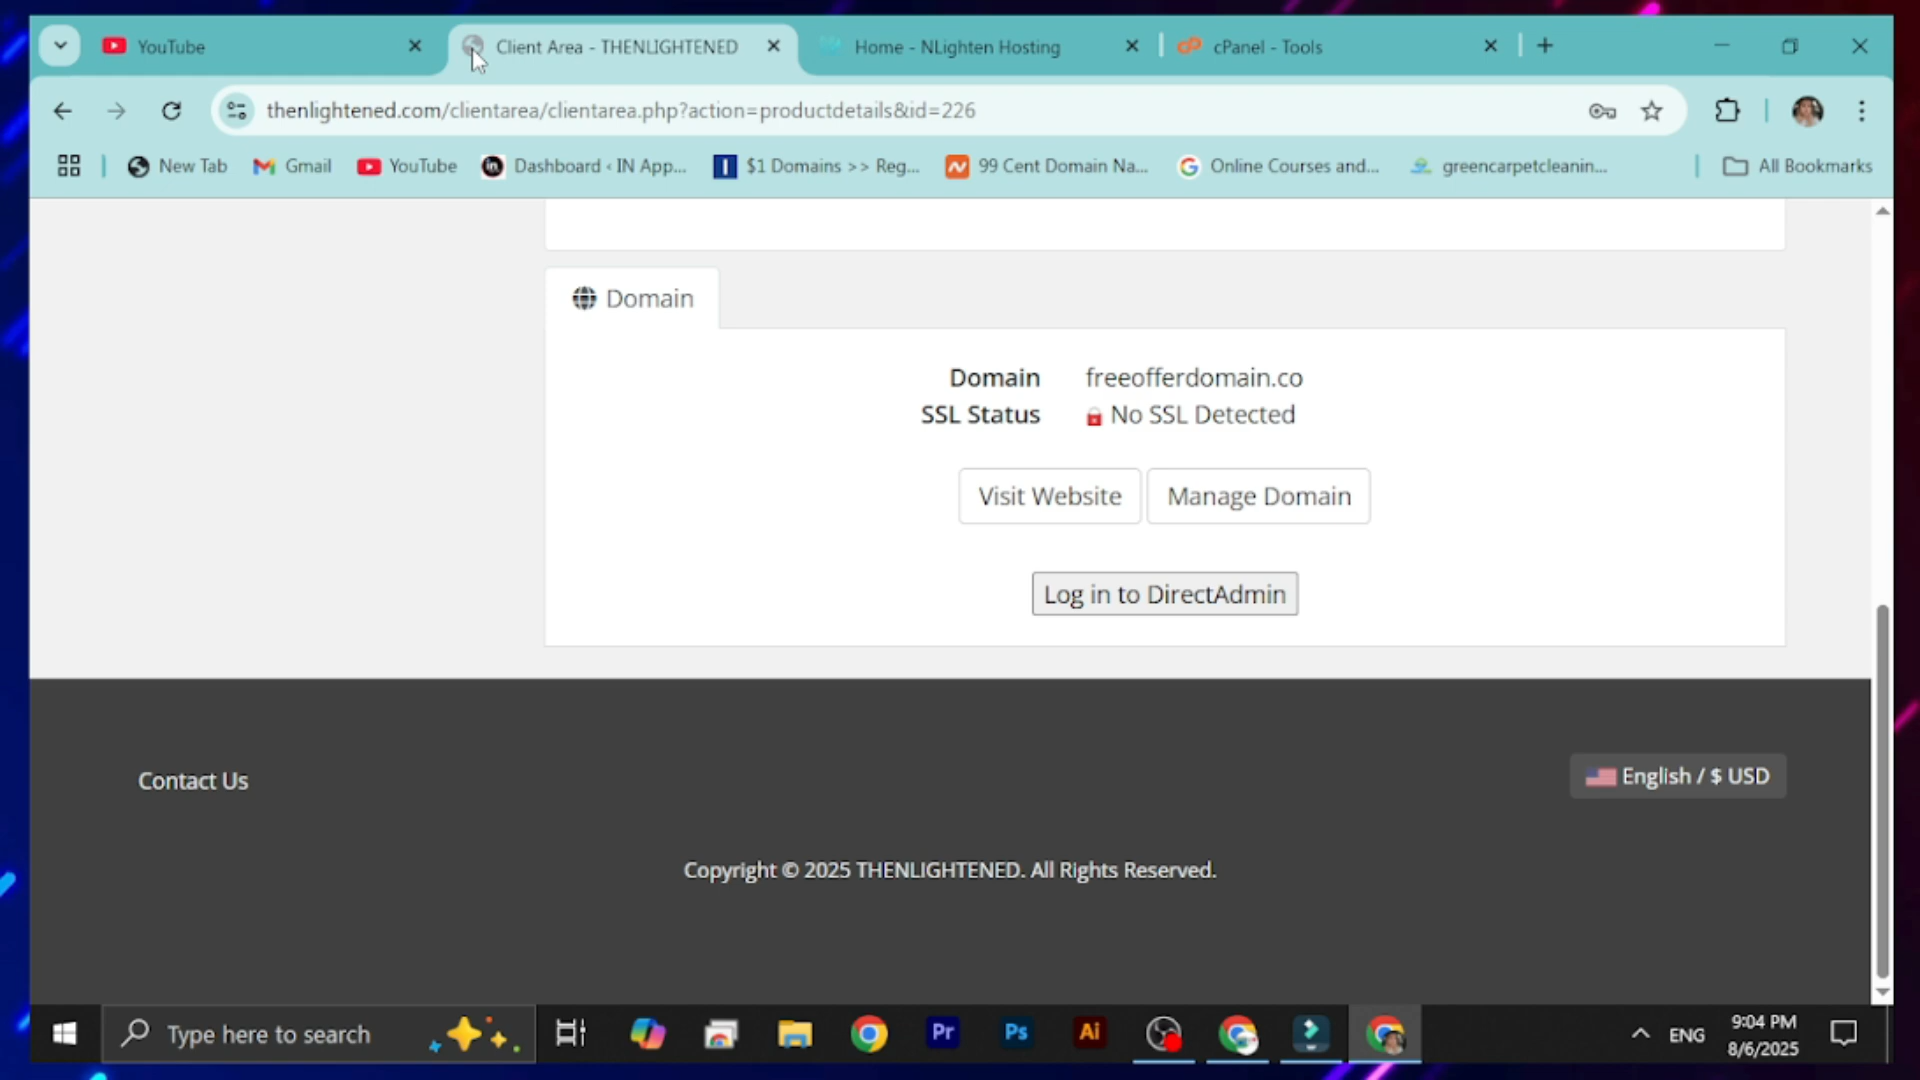 YouTube
Client Area - THENLIGHTENED
Home - NLighten Hosting
cPanel - Tools
thenlightened.com/clientarea/clientarea.php?action=productdetails&id=226
New Tab
Gmail
YouTube
Dashboard ‹ IN App...
$1 Domains >> Reg...
99 Cent Domain Na...
Online Courses and...
greencarpetcleanin...
All Bookmarks
Domain
Domain freeofferdomain.co
SSL Status No SSL Detected
Visit Website
Manage Domain
Log in to DirectAdmin
Contact Us
English / $ USD
Copyright © 2025 THENLIGHTENED. All Rights Reserved.
Type here to search
Pr
Ps
Ai
ENG
9:04 PM
8/6/2025